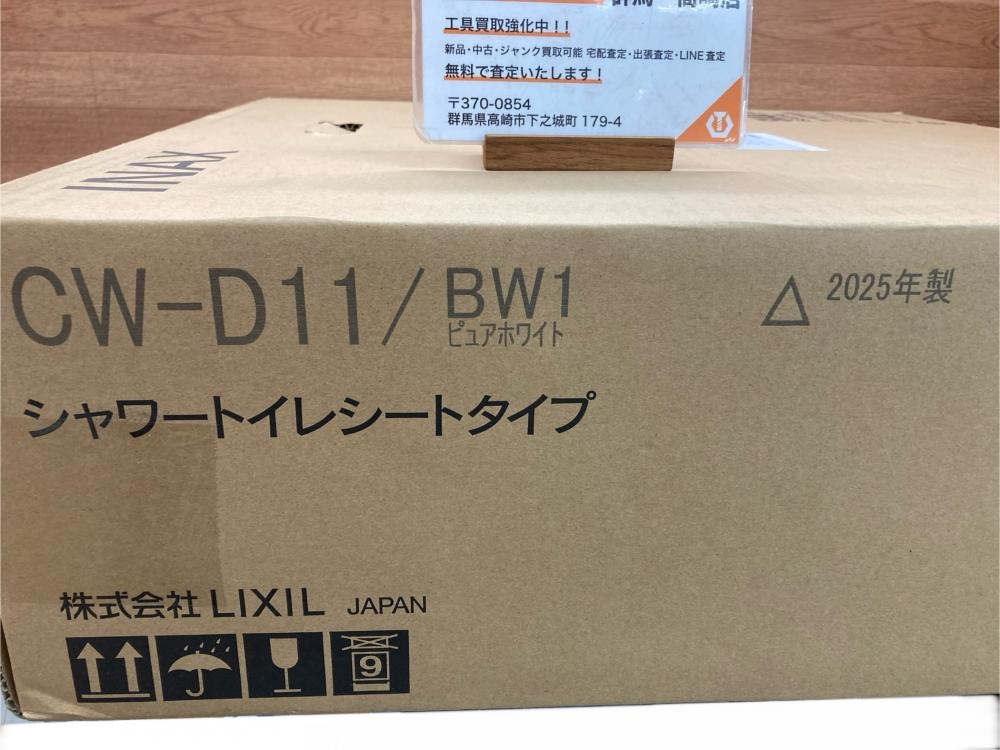 工具買取強化中！！
新品・中古・ジャンク買取可能 宅配査定・出張査定・LINE査定
無料で査定いたします！
〒370-0854
群馬県高崎市下之城町 179-4
INAX
CW-D11/BW1
ピュアホワイト
△ 2025年製
シャワートイレシートタイプ
株式会社 LIXIL JAPAN
9